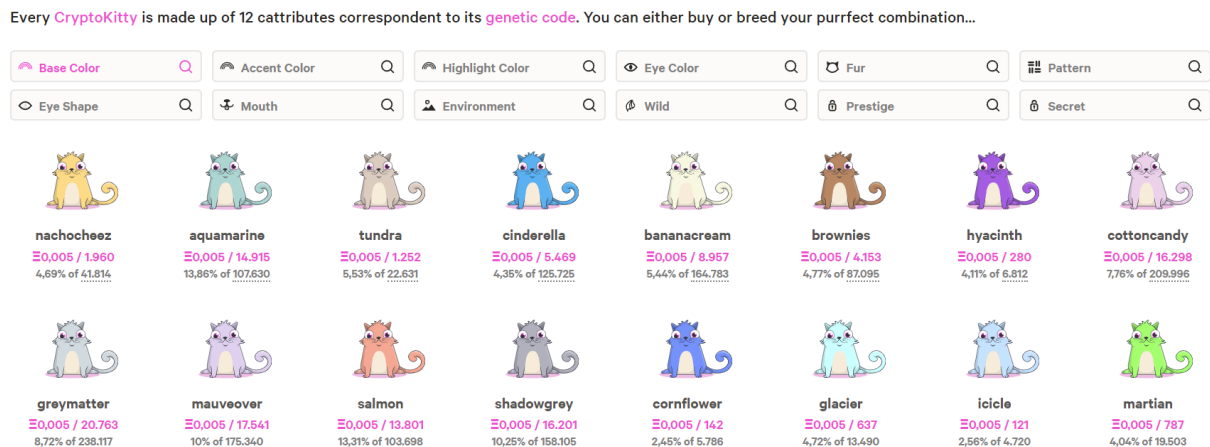 Every CryptoKitty is made up of 12 cattributes correspondent to its genetic code. You can either buy or breed your purrfect combination...
Base Color Accent Color Highlight Color Eye Color Fur Pattern
Eye Shape Mouth Environment Wild Prestige Secret
nachocheez aquamarine tundra cinderella bananacream brownies hyacinth cottoncandy
Ξ0,005 / 1.960 Ξ0,005 / 14.915 Ξ0,005 / 1.252 Ξ0,005 / 5.469 Ξ0,005 / 8.957 Ξ0,005 / 4.153 Ξ0,005 / 280 Ξ0,005 / 16.298
4,69% of 41.814 13,86% of 107.630 5,53% of 22.631 4,35% of 125.725 5,44% of 164.783 4,77% of 87.095 4,11% of 6.812 7,76% of 209.996
greymatter mauveover salmon shadowgrey cornflower glacier icicle martian
Ξ0,005 / 20.763 Ξ0,005 / 17.541 Ξ0,005 / 13.801 Ξ0,005 / 16.201 Ξ0,005 / 142 Ξ0,005 / 637 Ξ0,005 / 121 Ξ0,005 / 787
8,72% of 238.117 10% of 175.340 13,31% of 103.698 10,25% of 158.105 2,45% of 5.786 4,72% of 13.490 2,56% of 4.720 4,04% of 19.503